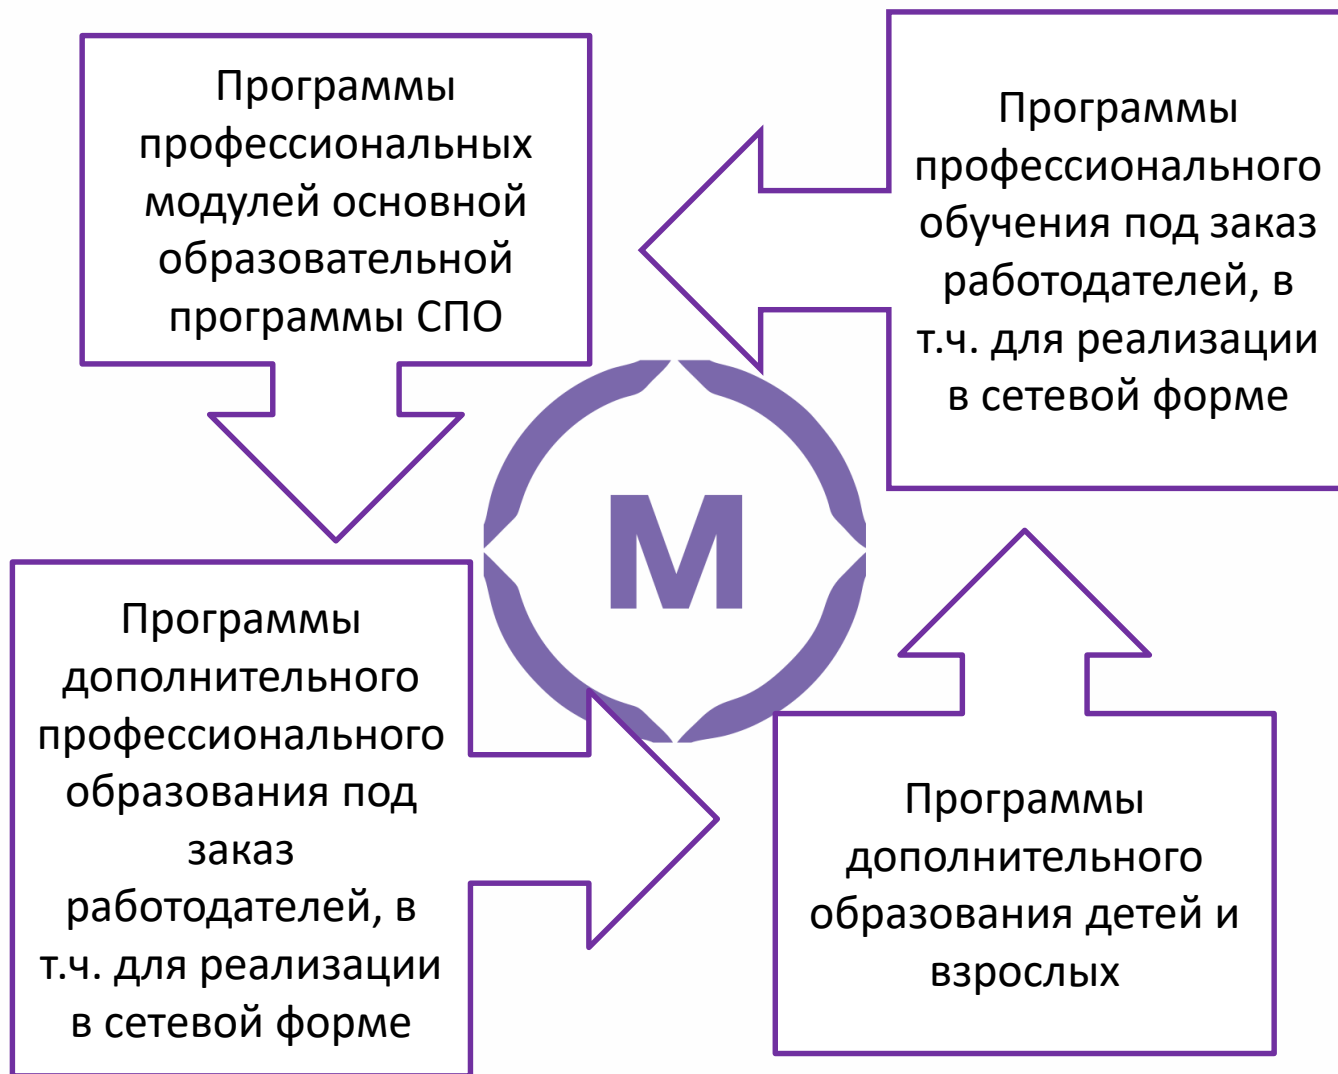 Программы
профессиональных
модулей основной
образовательной
программы СПО
Программы
профессионального
обучения под заказ
работодателей, в
т.ч. для реализации
в сетевой форме
М
Программы
дополнительного
профессионального
образования под
заказ
работодателей, в
т.ч. для реализации
в сетевой форме
Программы
дополнительного
образования детей и
взрослых